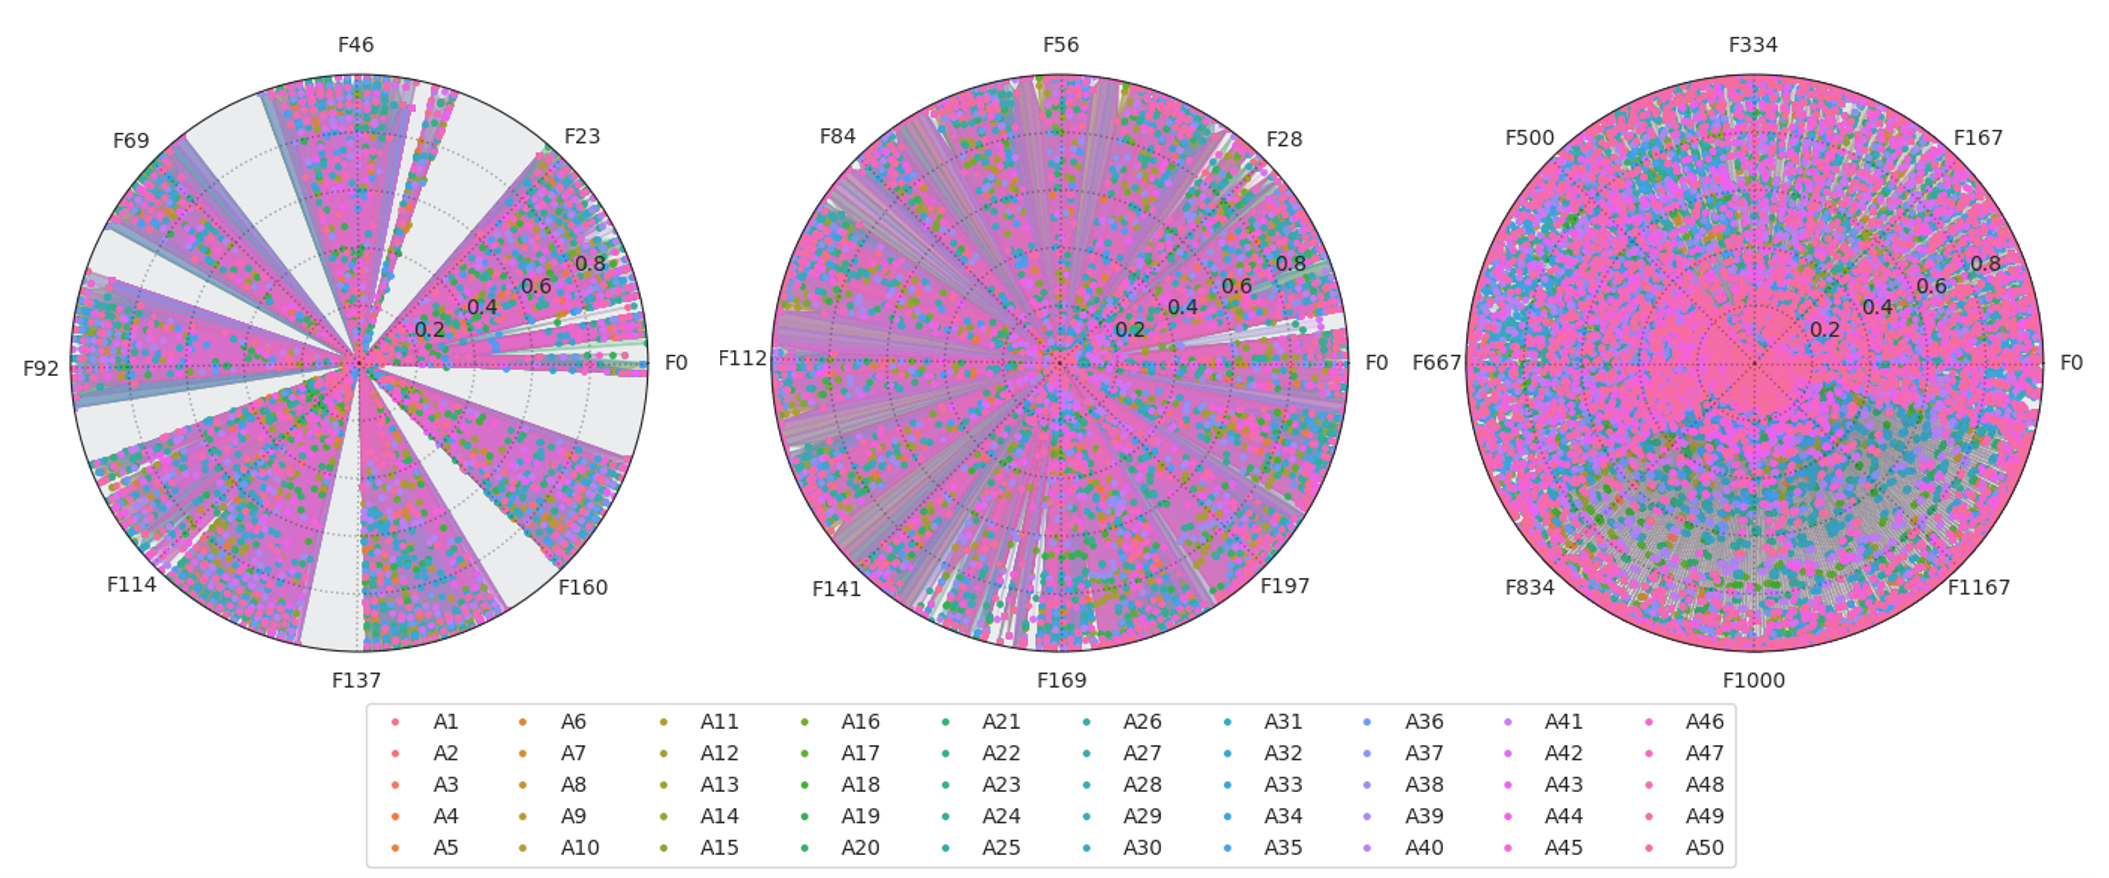 F46 F56 F334
F69 F23 F84 F28 F500 F167
0.8 0.8 0.8
0.6 0.6 0.6
0.4 0.4 0.4
0.2 0.2 0.2
F92 F0 F112 F0 F667 F0
F114 F160 F141 F197 F834 F1167
F137 F169 F1000
A1 A6 A11 A16 A21 A26 A31 A36 A41 A46
A2 A7 A12 A17 A22 A27 A32 A37 A42 A47
A3 A8 A13 A18 A23 A28 A33 A38 A43 A48
A4 A9 A14 A19 A24 A29 A34 A39 A44 A49
A5 A10 A15 A20 A25 A30 A35 A40 A45 A50